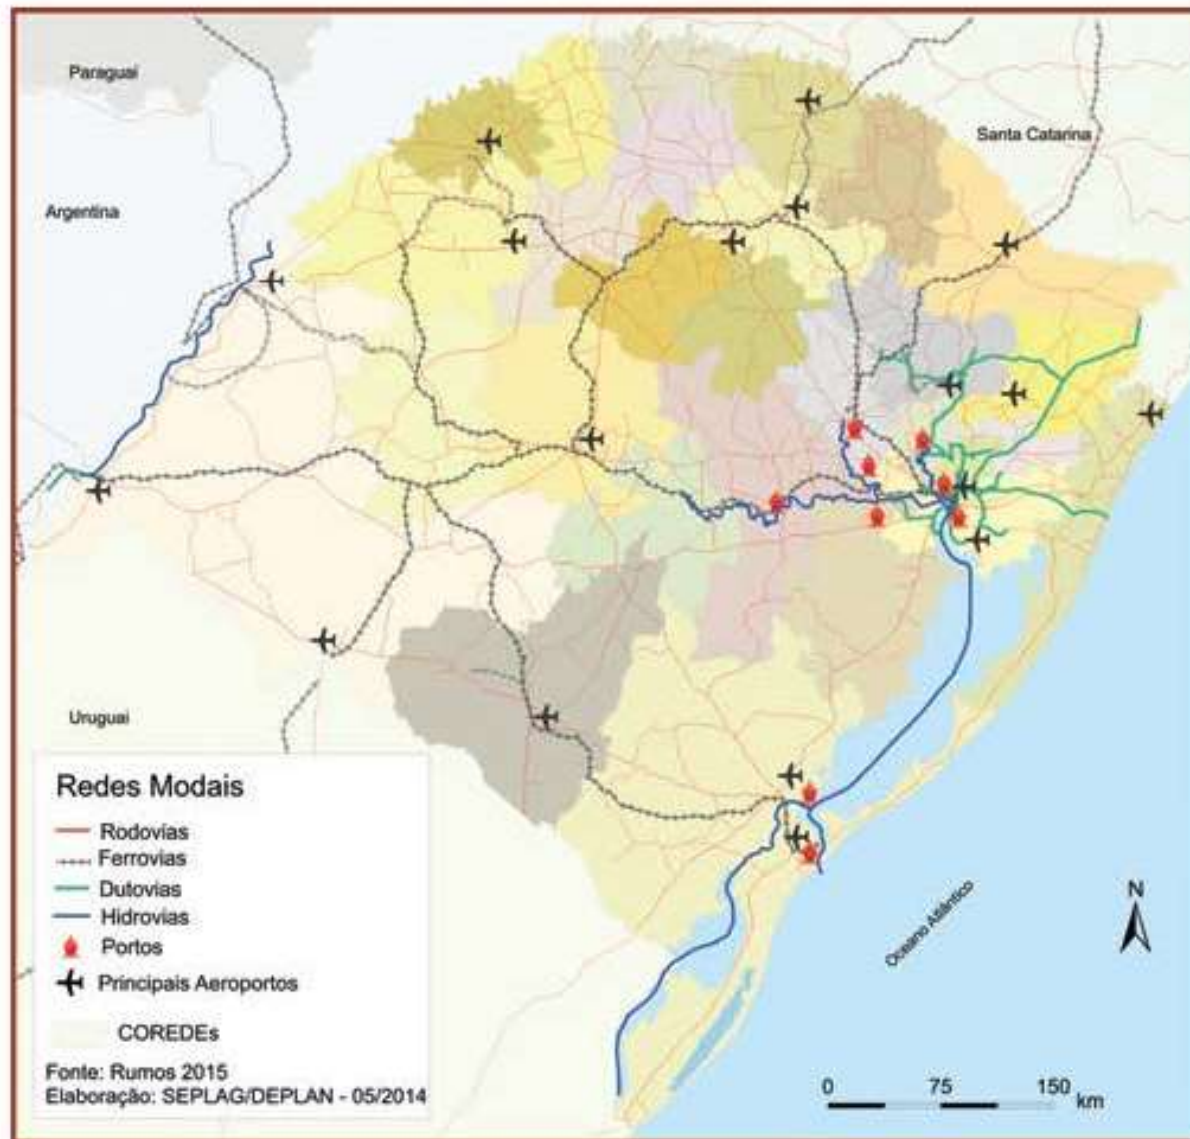 Paraguai
Santa Catarina
Argentina
Uruguai
Redes Modais
Rodovias
Ferrovias
Dutovias
Hidrovias
Portos
Principais Aeroportos
COREDEs
Fonte: Rumos 2015
Elaboração: SEPLAG/DEPLAN - 05/2014
Oceano Atlântico
N
0 75 150
km